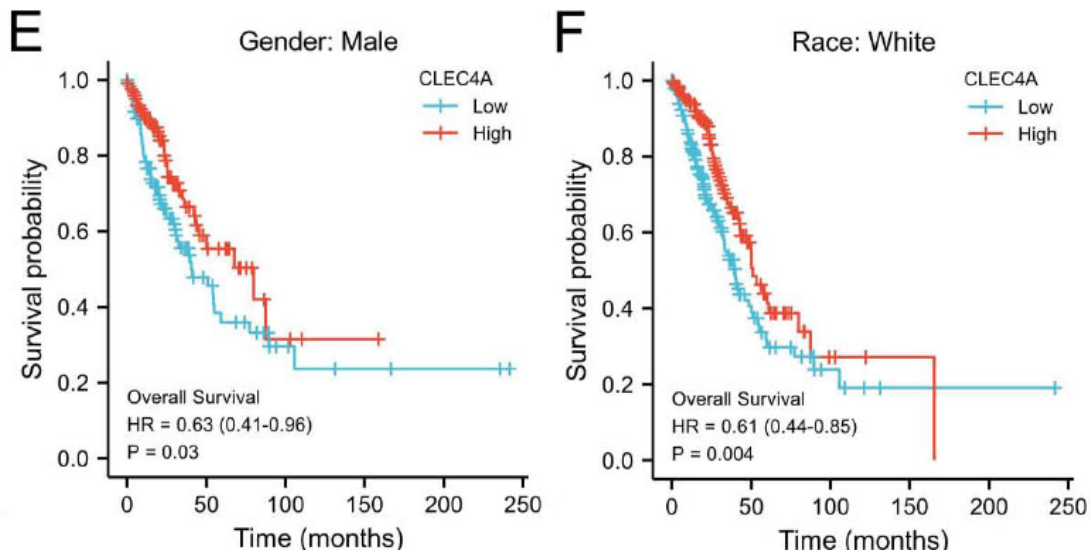 E
Gender: Male
CLEC4A
Low
High
Survival probability
1.0
0.8
0.6
0.4
0.2
0.0
Overall Survival
HR = 0.63 (0.41-0.96)
P = 0.03
0 50 100 150 200 250
Time (months)
F
Race: White
CLEC4A
Low
High
Survival probability
1.0
0.8
0.6
0.4
0.2
0.0
Overall Survival
HR = 0.61 (0.44-0.85)
P = 0.004
0 50 100 150 200 250
Time (months)